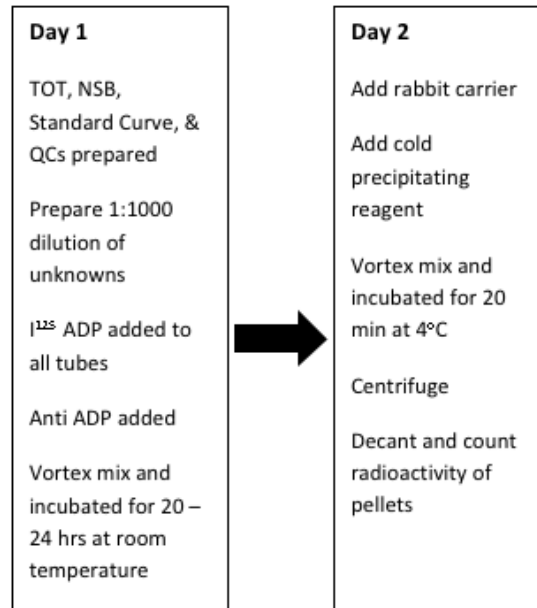 Day 1
TOT, NSB,
Standard Curve, &
QCs prepared
Prepare 1:1000
dilution of
unknowns
I¹²⁵ ADP added to
all tubes
Anti ADP added
Vortex mix and
incubated for 20 –
24 hrs at room
temperature
Day 2
Add rabbit carrier
Add cold
precipitating
reagent
Vortex mix and
incubated for 20
min at 4°C
Centrifuge
Decant and count
radioactivity of
pellets